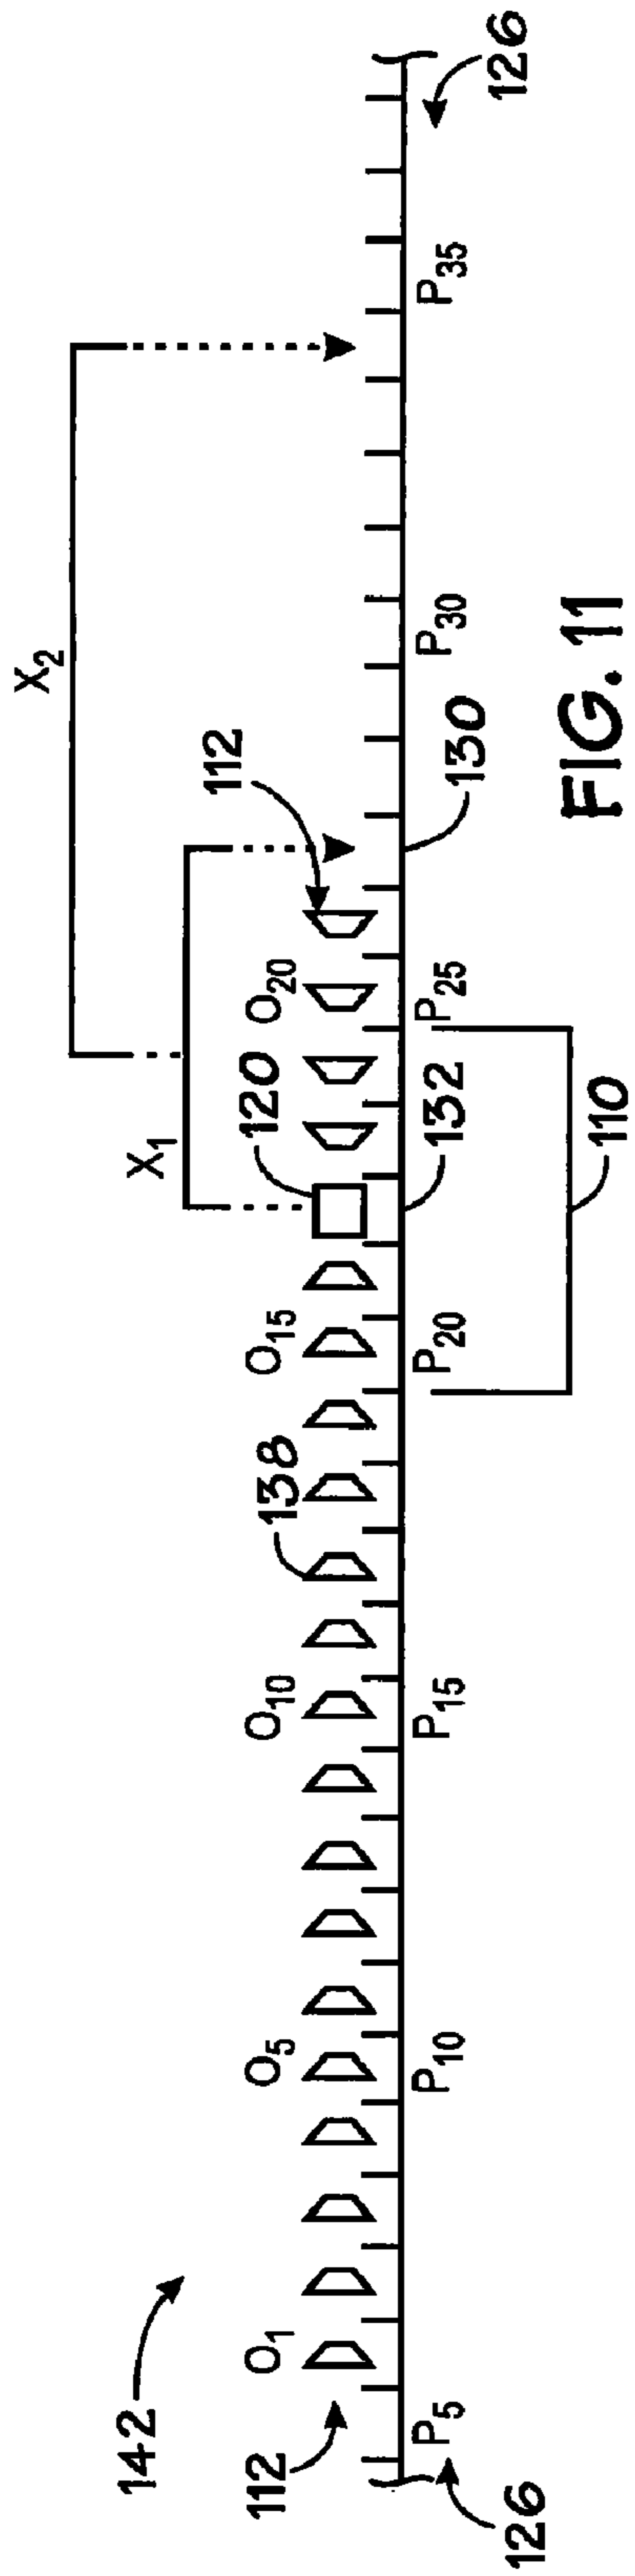 X₂
X₁
142
112
O₁
O₅
O₁₀
138
O₁₅
120
O₂₀
112
126
P₅
P₁₀
P₁₅
P₂₀
132
P₂₅
130
P₃₀
P₃₅
126
110
FIG. 11